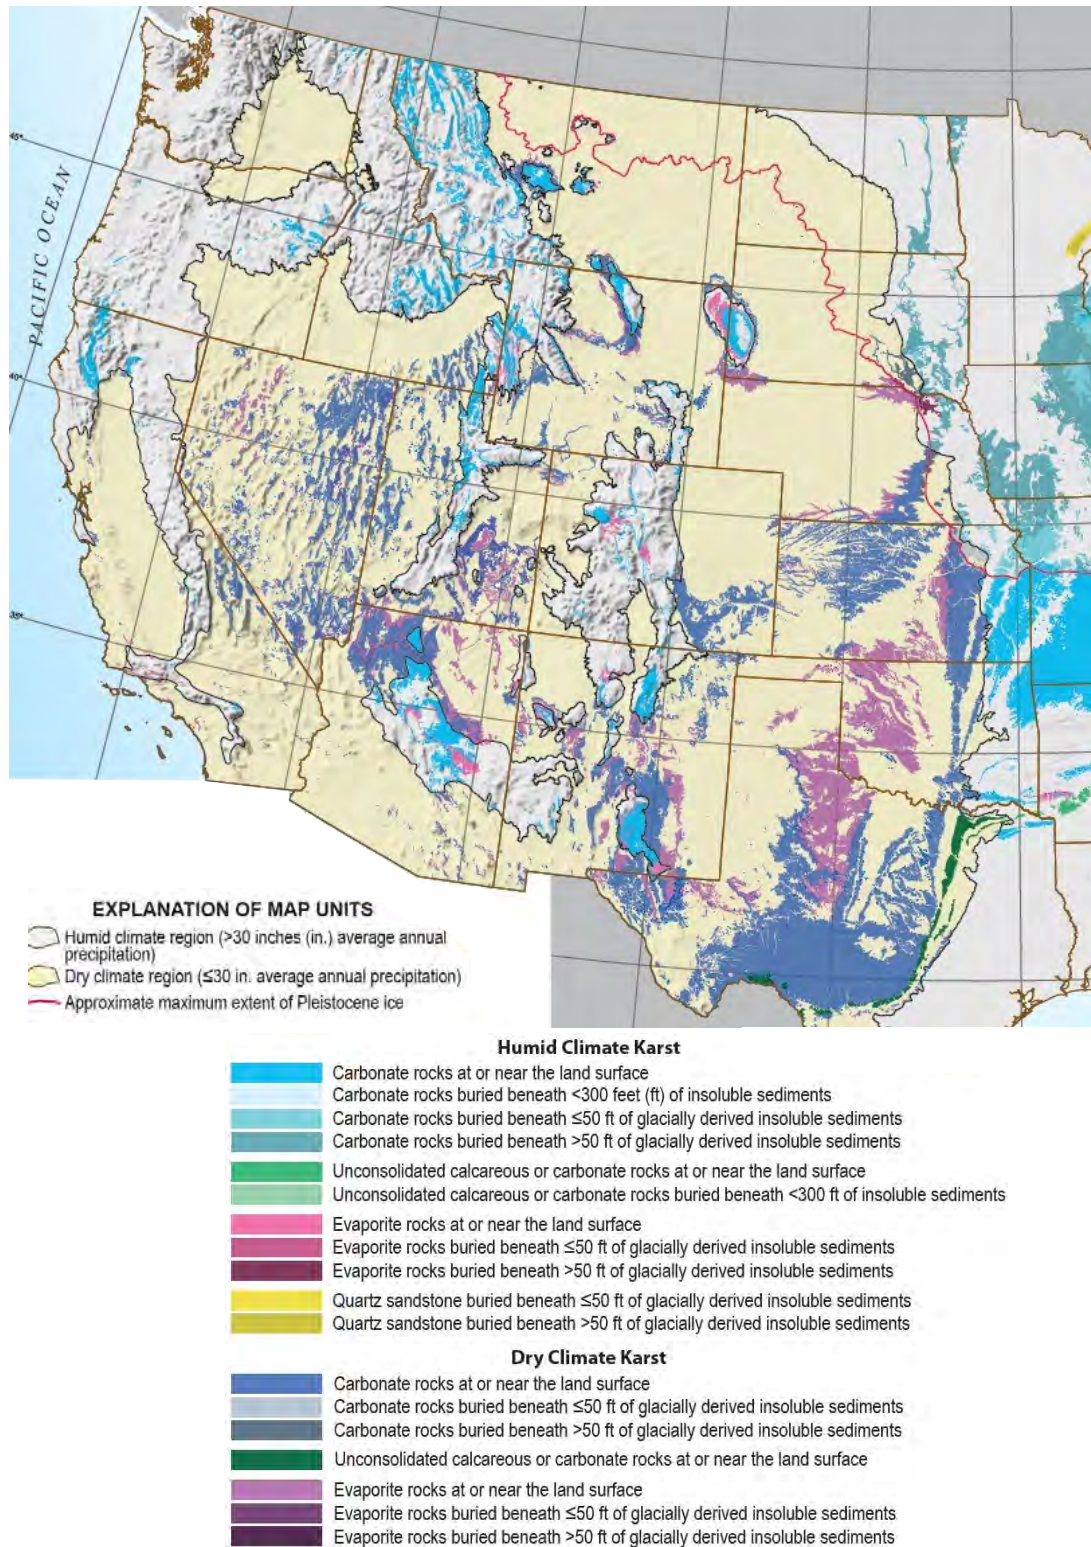 45°
PACIFIC OCEAN
40°
35°
EXPLANATION OF MAP UNITS
Humid climate region (>30 inches (in.) average annual
precipitation)
Dry climate region (≤30 in. average annual precipitation)
Approximate maximum extent of Pleistocene ice
Humid Climate Karst
Carbonate rocks at or near the land surface
Carbonate rocks buried beneath <300 feet (ft) of insoluble sediments
Carbonate rocks buried beneath ≤50 ft of glacially derived insoluble sediments
Carbonate rocks buried beneath >50 ft of glacially derived insoluble sediments
Unconsolidated calcareous or carbonate rocks at or near the land surface
Unconsolidated calcareous or carbonate rocks buried beneath <300 ft of insoluble sediments
Evaporite rocks at or near the land surface
Evaporite rocks buried beneath ≤50 ft of glacially derived insoluble sediments
Evaporite rocks buried beneath >50 ft of glacially derived insoluble sediments
Quartz sandstone buried beneath ≤50 ft of glacially derived insoluble sediments
Quartz sandstone buried beneath >50 ft of glacially derived insoluble sediments
Dry Climate Karst
Carbonate rocks at or near the land surface
Carbonate rocks buried beneath ≤50 ft of glacially derived insoluble sediments
Carbonate rocks buried beneath >50 ft of glacially derived insoluble sediments
Unconsolidated calcareous or carbonate rocks at or near the land surface
Evaporite rocks at or near the land surface
Evaporite rocks buried beneath ≤50 ft of glacially derived insoluble sediments
Evaporite rocks buried beneath >50 ft of glacially derived insoluble sediments